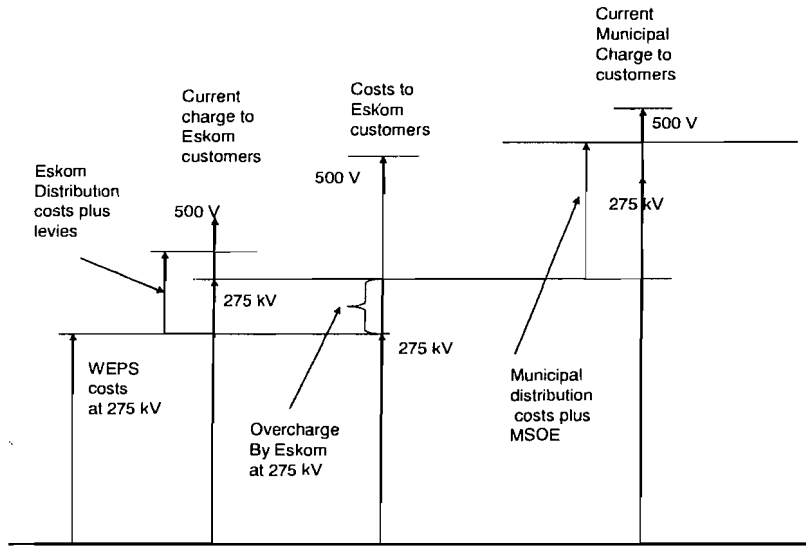 Current
Municipal
Charge to
customers
500 V
275 kV
Costs to
Eskom
customers
500 V
275 kV
Current
charge to
Eskom
customers
500 V
275 kV
Eskom
Distribution
costs plus
levies
WEPS
costs
at 275 kV
Overcharge
By Eskom
at 275 kV
Municipal
distribution
costs plus
MSOE